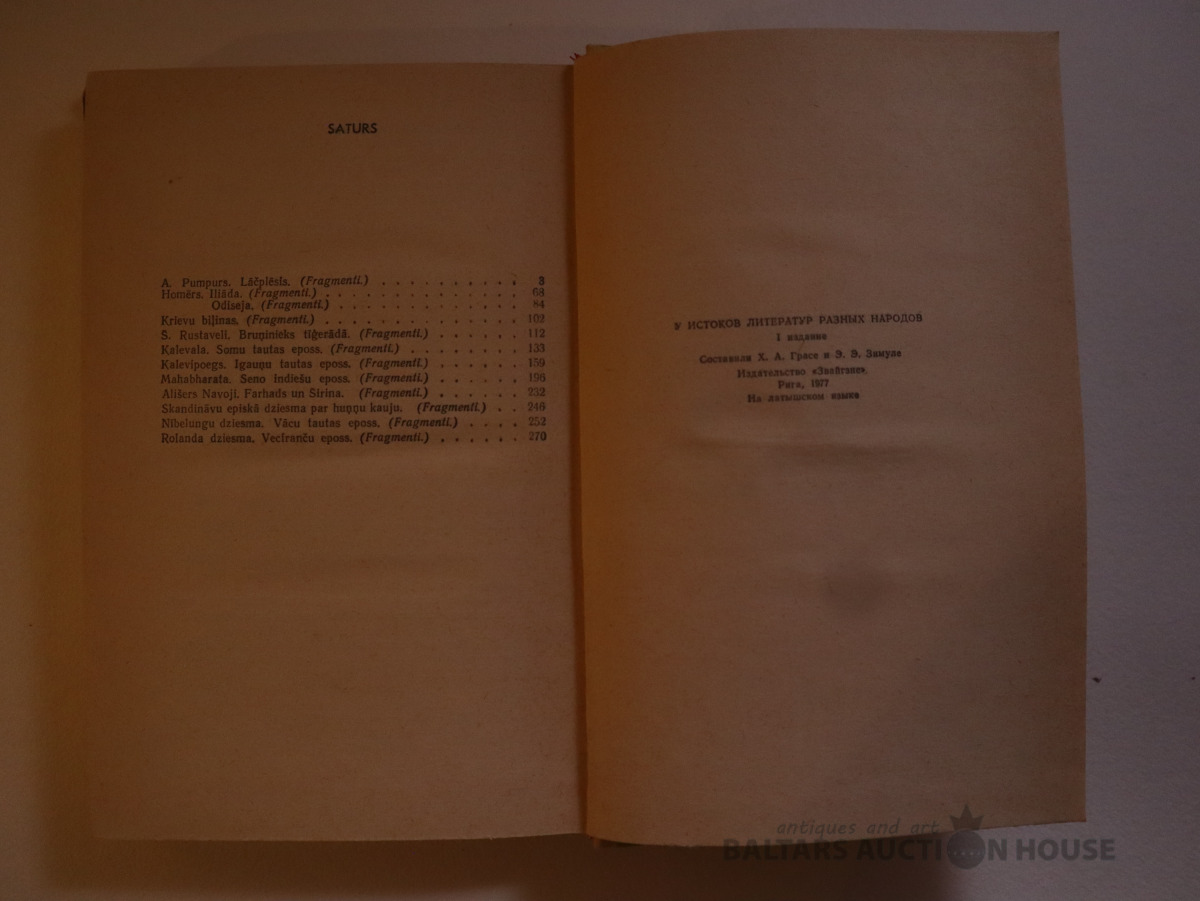 SATURS
A. Pumpurs. Lāčplēsis. (Fragmenti.) . . . . . . . . . . 3
Homērs. Iliāda. (Fragmenti.) . . . . . . . . . . . . . . 68
Odiseja. (Fragmenti.) . . . . . . . . . . . . . 84
Krievu biļinas. (Fragmenti.) . . . . . . . . . . . . . . 102
Š. Rustaveli. Bruņinieks tīģerādā. (Fragmenti.) . . . . . . 112
Kalevala. Somu tautas eposs. (Fragmenti.) . . . . . . . . 133
Kalevipoegs. Igauņu tautas eposs. (Fragmenti.) . . . . . . 159
Mahabharata. Seno indiešu eposs. (Fragmenti.) . . . . . . 196
Ališers Navoji. Farhads un Širina. (Fragmenti.) . . . . . . 232
Skandināvu episkā dziesma par huņņu kauju. (Fragmenti.) . . 246
Nībelungu dziesma. Vācu tautas eposs. (Fragmenti.) . . . . 252
Rolanda dziesma. Vecfranču eposs. (Fragmenti.) . . . . . . 270
У ИСТОКОВ ЛИТЕРАТУР РАЗНЫХ НАРОДОВ
I издание
Составили Х. А. Грасе и Э. Э. Зимуле
Издательство «Звайгзне».
Рига, 1977
На латышском языке
antiques and art
BALTARS AUCTION HOUSE